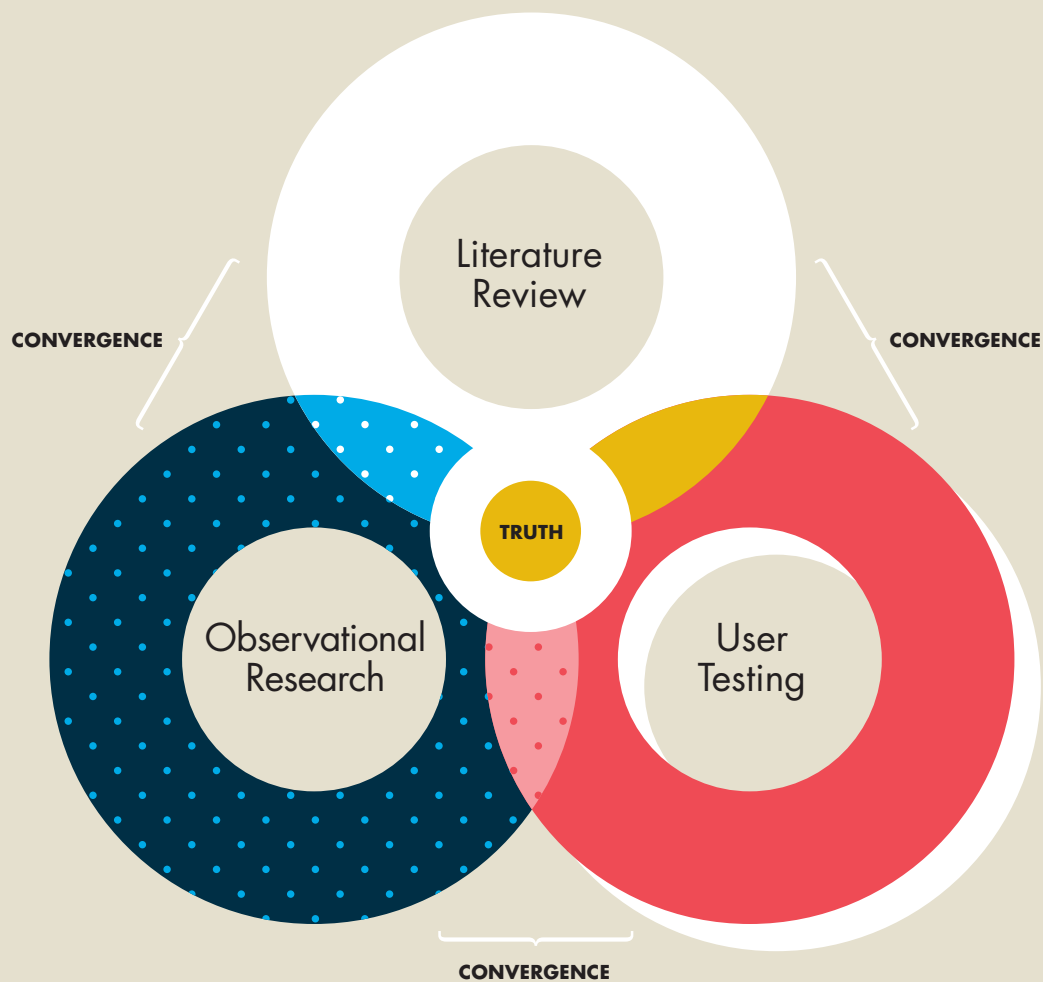 Literature
Review
CONVERGENCE
CONVERGENCE
TRUTH
Observational
Research
User
Testing
CONVERGENCE